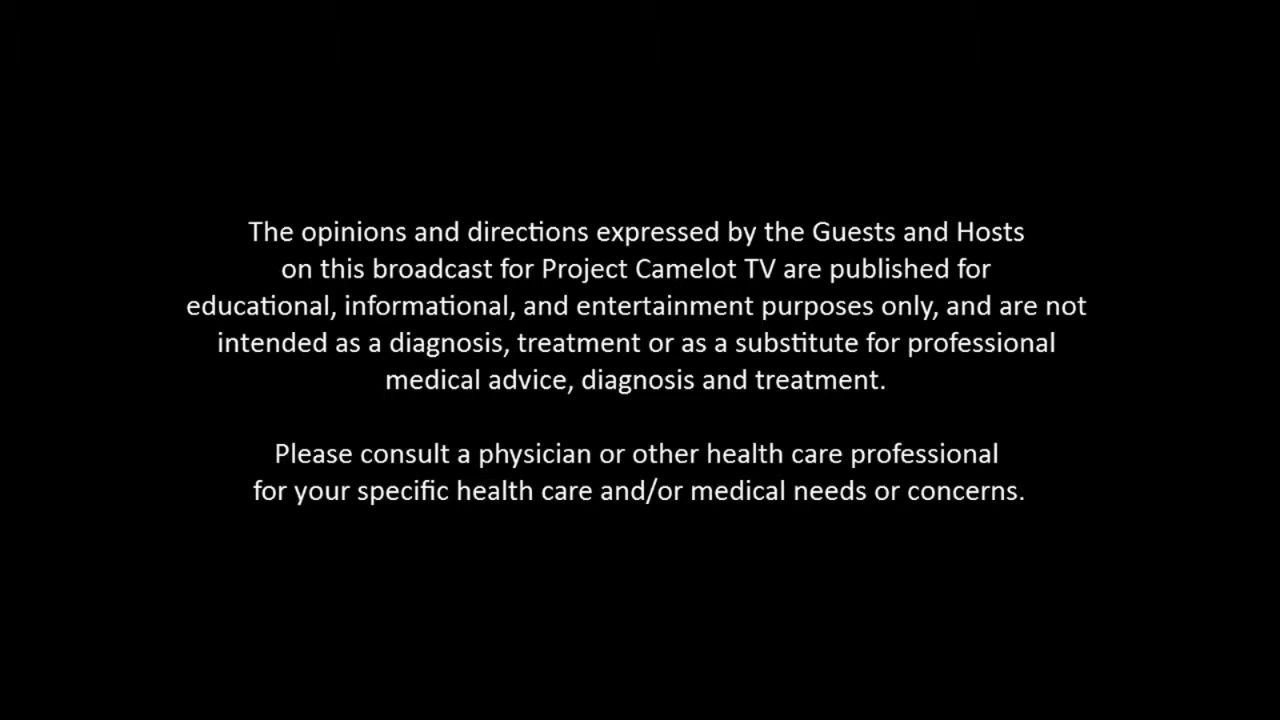 The opinions and directions expressed by the Guests and Hosts
on this broadcast for Project Camelot TV are published for
educational, informational, and entertainment purposes only, and are not
intended as a diagnosis, treatment or as a substitute for professional
medical advice, diagnosis and treatment.
Please consult a physician or other health care professional
for your specific health care and/or medical needs or concerns.